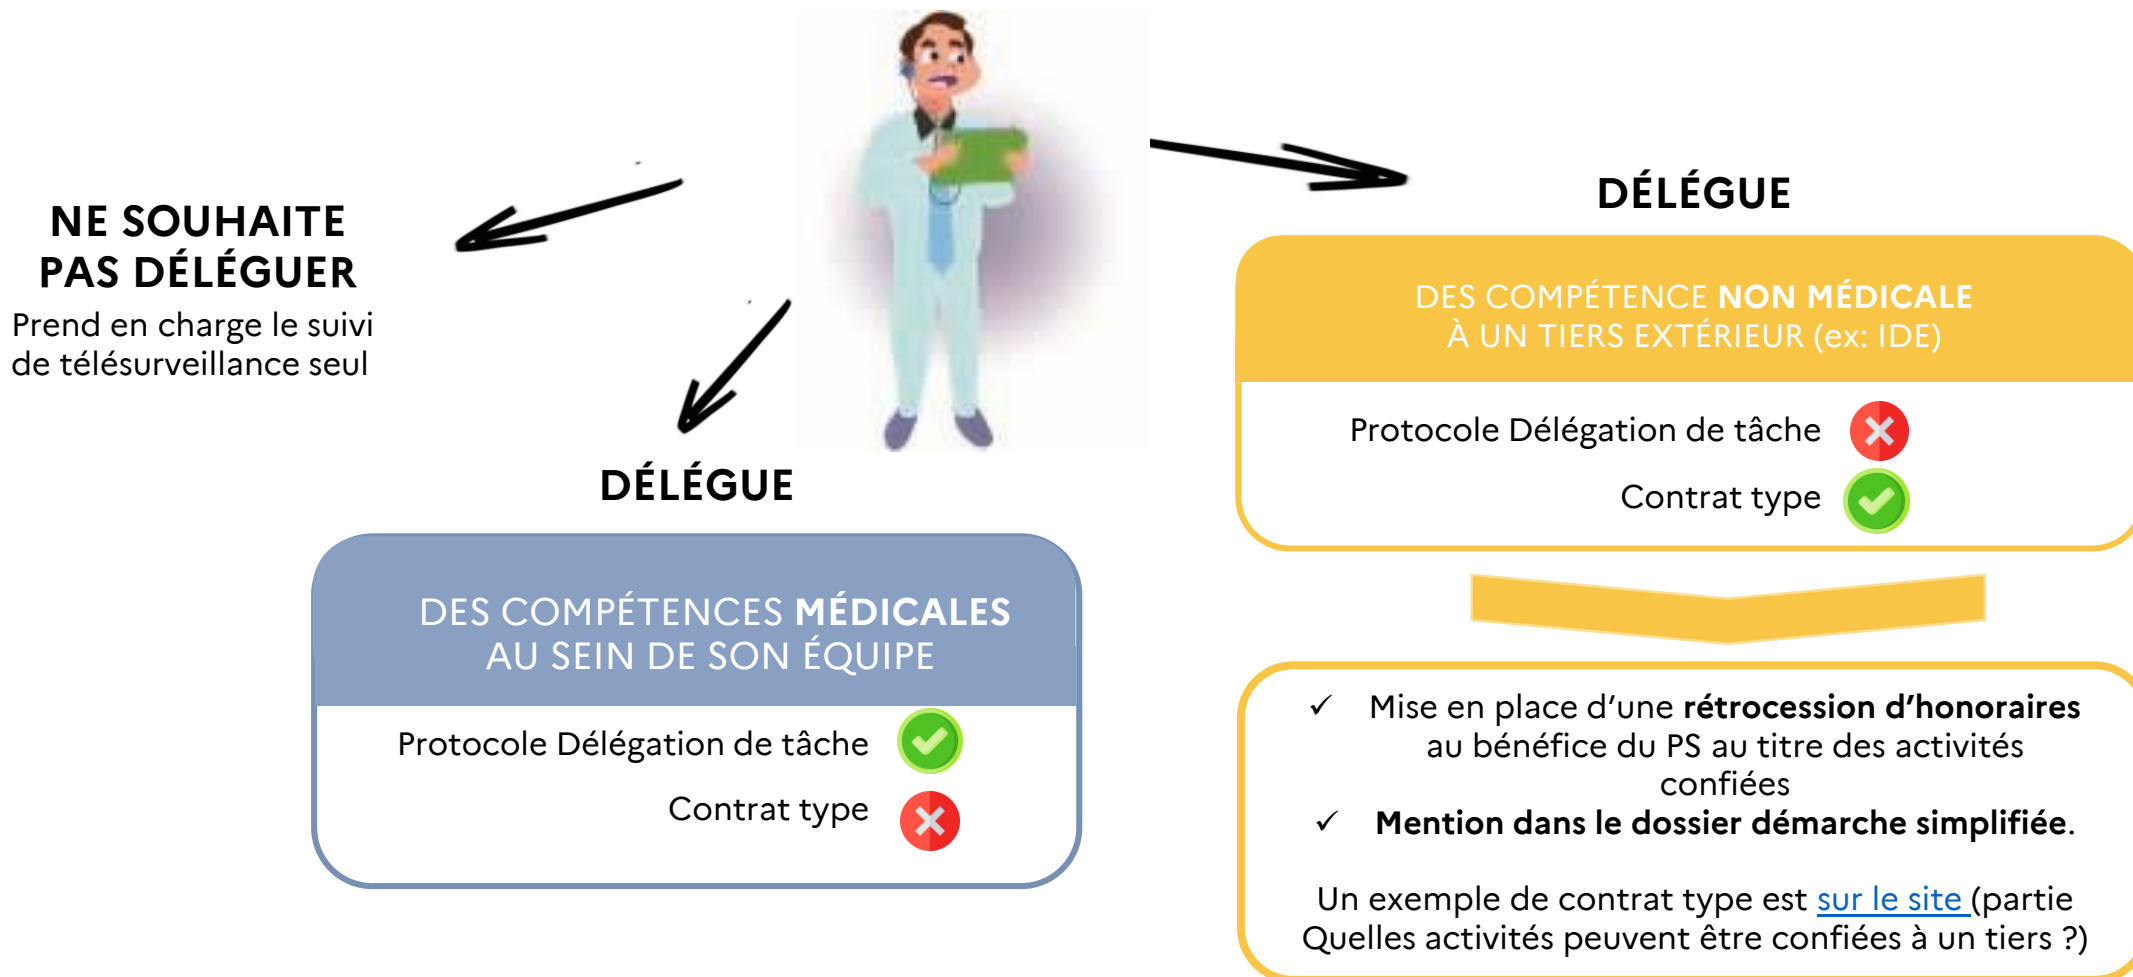 NE SOUHAITE
PAS DÉLÉGUER
Prend en charge le suivi
de télésurveillance seul
DÉLÉGUE
DES COMPÉTENCES MÉDICALES
AU SEIN DE SON ÉQUIPE
Protocole Délégation de tâche
Contrat type
DÉLÉGUE
DES COMPÉTENCE NON MÉDICALE
À UN TIERS EXTÉRIEUR (ex: IDE)
Protocole Délégation de tâche
Contrat type
✓ Mise en place d’une rétrocession d’honoraires
au bénéfice du PS au titre des activités
confiées
✓ Mention dans le dossier démarche simplifiée.
Un exemple de contrat type est sur le site (partie
Quelles activités peuvent être confiées à un tiers ?)